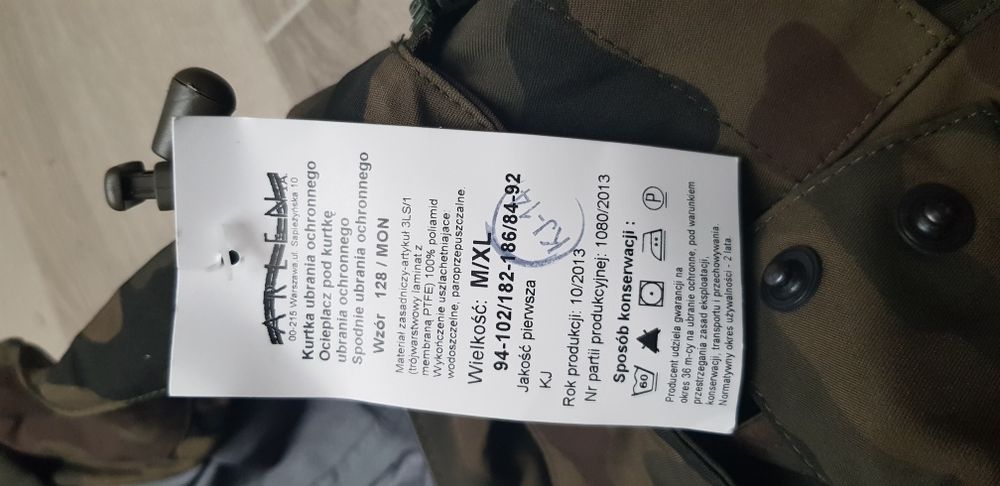 ARLEN S.A.
00-215 Warszawa,ul. Sapieżyńska 10
Kurtka ubrania ochronnego
Ocieplacz pod kurtkę
ubrania ochronnego
Spodnie ubrania ochronnego
Wzór 128 / MON
Materiał zasadniczy-artykuł 3LS/1
(trójwarstwowy laminat z
membraną PTFE) 100% poliamid
Wykończenie uszlachetniające:
wodoszczelne, paroprzepuszczalne
Wielkość: M/XL
94-102/182-186/84-92
Jakość pierwsza
KJ
KJ-14
Rok produkcji: 10/2013
Nr partii produkcyjnej: 1080/2013
Sposób konserwacji :
60
P
Producent udziela gwarancji na
okres 36 m-cy na ubranie ochronne, pod warunkiem
przestrzegania zasad eksploatacji,
konserwacji, transportu i przechowywania.
Normatywny okres używalności - 2 lata.